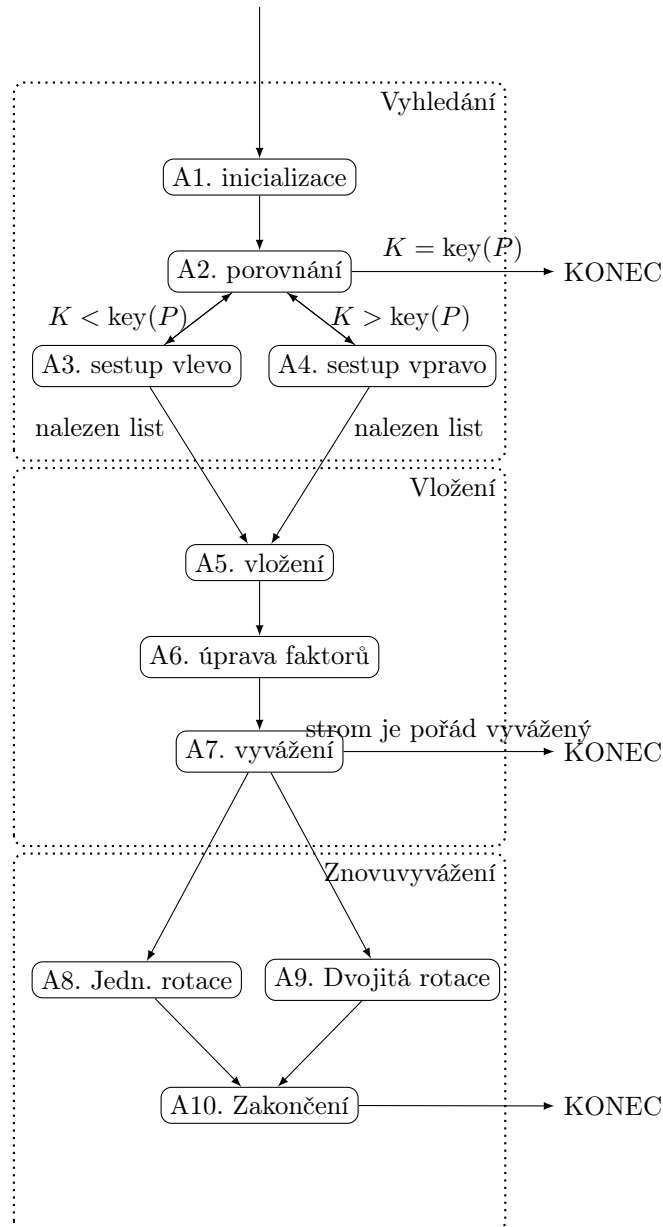 Vyhledání
A1. inicializace
K = key(P)
A2. porovnání
KONEC
K < key(P)
K > key(P)
A3. sestup vlevo
A4. sestup vpravo
nalezen list
nalezen list
Vložení
A5. vložení
A6. úprava faktorů
strom je pořád vyvážený
A7. vyvážení
KONEC
Znovuvyvážení
A8. Jedn. rotace
A9. Dvojitá rotace
A10. Zakončení
KONEC